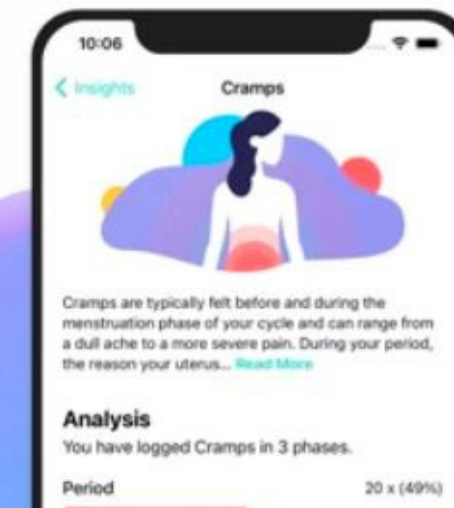 10:06
Insights
Cramps
Cramps are typically felt before and during the
menstruation phase of your cycle and can range from
a dull ache to a more severe pain. During your period,
the reason your uterus... Read More
Analysis
You have logged Cramps in 3 phases.
Period 20 x (49%)